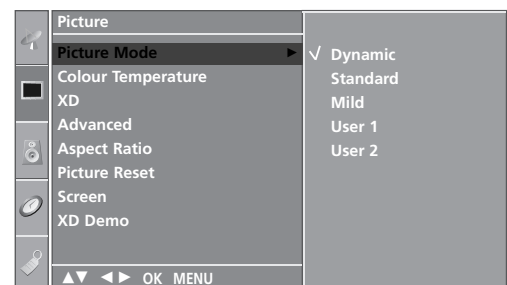 Picture
Picture Mode ►
Colour Temperature
XD
Advanced
Aspect Ratio
Picture Reset
Screen
XD Demo
▲▼ ◄► OK MENU
√ Dynamic
Standard
Mild
User 1
User 2